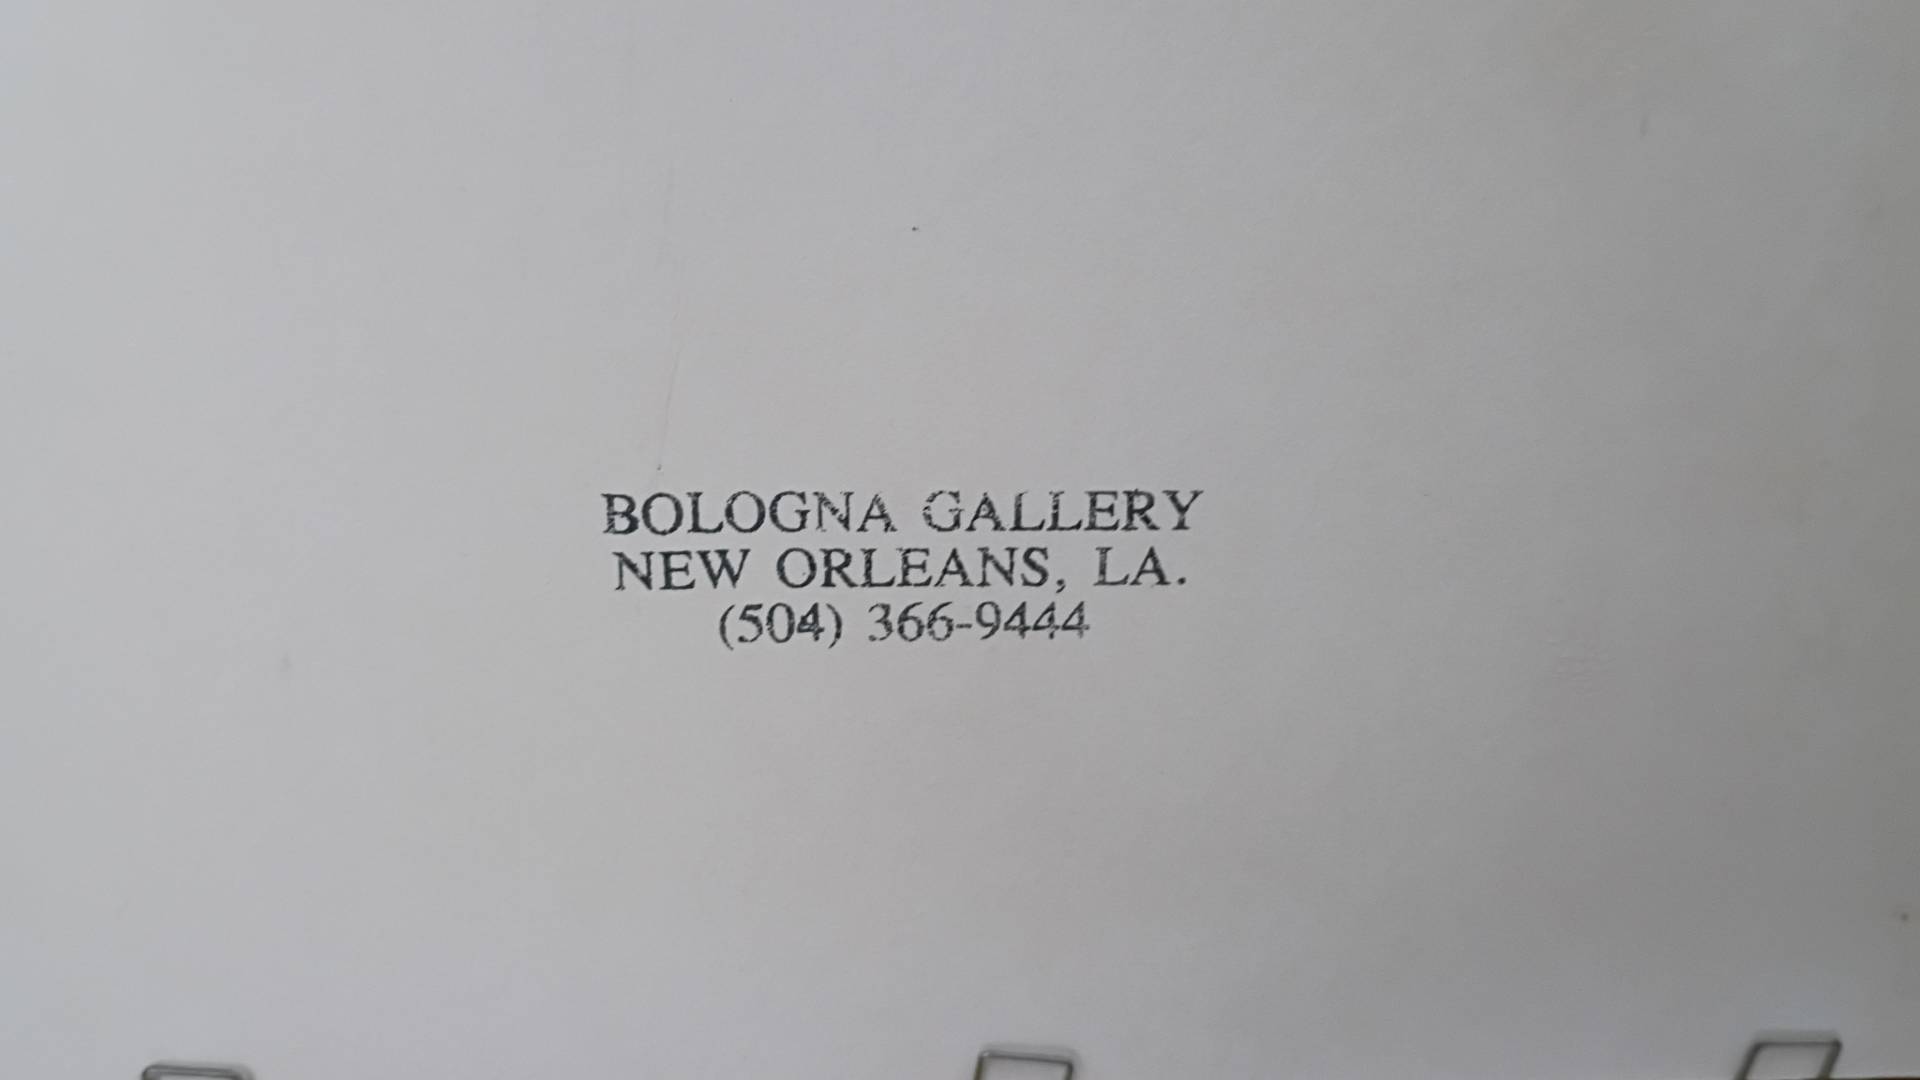 BOLOGNA GALLERY
NEW ORLEANS, LA.
(504) 366-9444